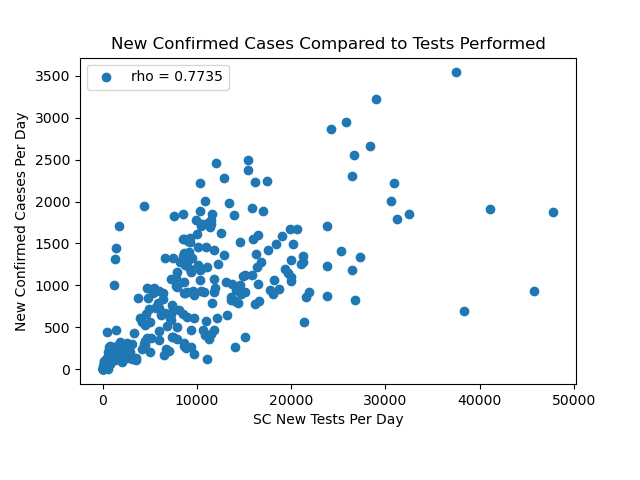 New Confirmed Cases Compared to Tests Performed
rho = 0.7735
3500
3000
2500
2000
1500
1000
500
0
New Confirmed Caeses Per Day
0 10000 20000 30000 40000 50000
SC New Tests Per Day